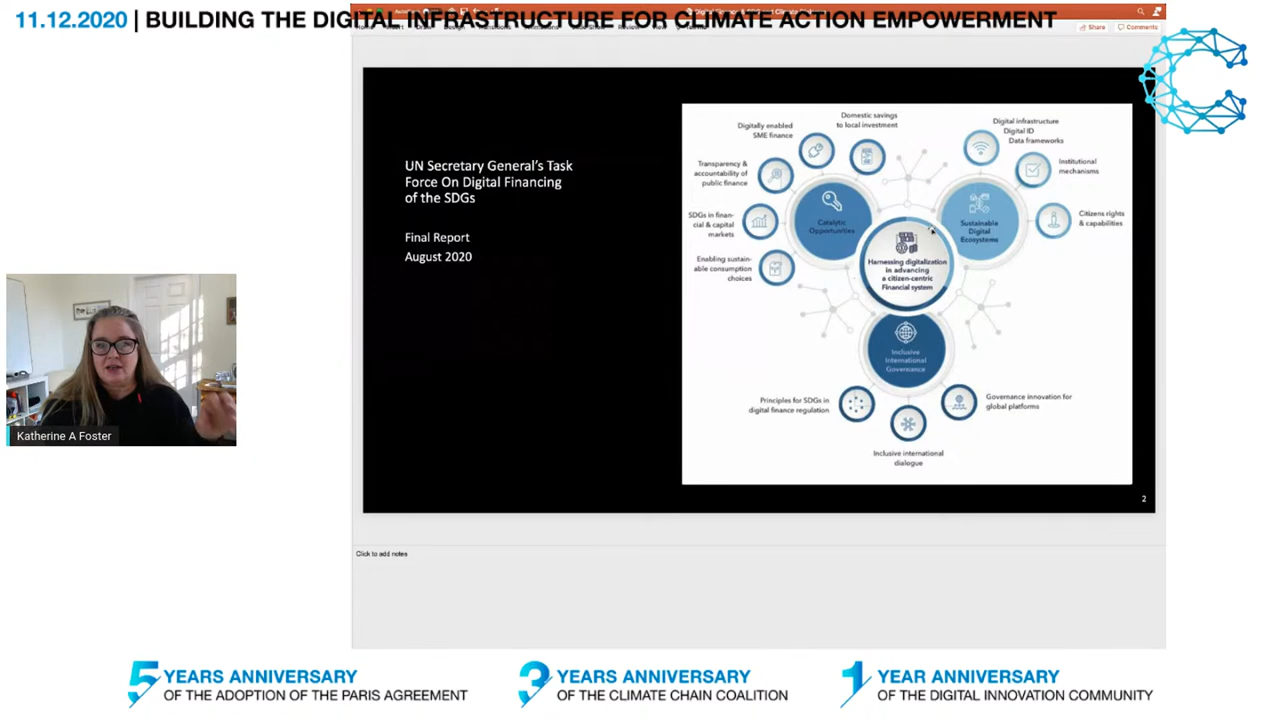 11.12.2020 | BUILDING THE DIGITAL INFRASTRUCTURE FOR CLIMATE ACTION EMPOWERMENT
Share
Comments
UN Secretary General's Task
Force On Digital Financing
of the SDGs
Final Report
August 2020
Domestic savings
to local investment
Digitally enabled
SME finance
Transparency &
accountability of
public finance
SDGs in finan-
cial & capital
markets
Enabling sustain-
able consumption
choices
Catalytic
Opportunities
Digital infrastructure
Digital ID
Data frameworks
Institutional
mechanisms
Citizens rights
& capabilities
Sustainable
Digital
Ecosystems
Harnessing digitalization
in advancing
a citizen-centric
Financial system
Inclusive
International
Governance
Principles for SDGs in
digital finance regulation
Inclusive international
dialogue
Governance innovation for
global platforms
2
Click to add notes
Katherine A Foster
5 YEARS ANNIVERSARY
OF THE ADOPTION OF THE PARIS AGREEMENT
3 YEARS ANNIVERSARY
OF THE CLIMATE CHAIN COALITION
1 YEAR ANNIVERSARY
OF THE DIGITAL INNOVATION COMMUNITY